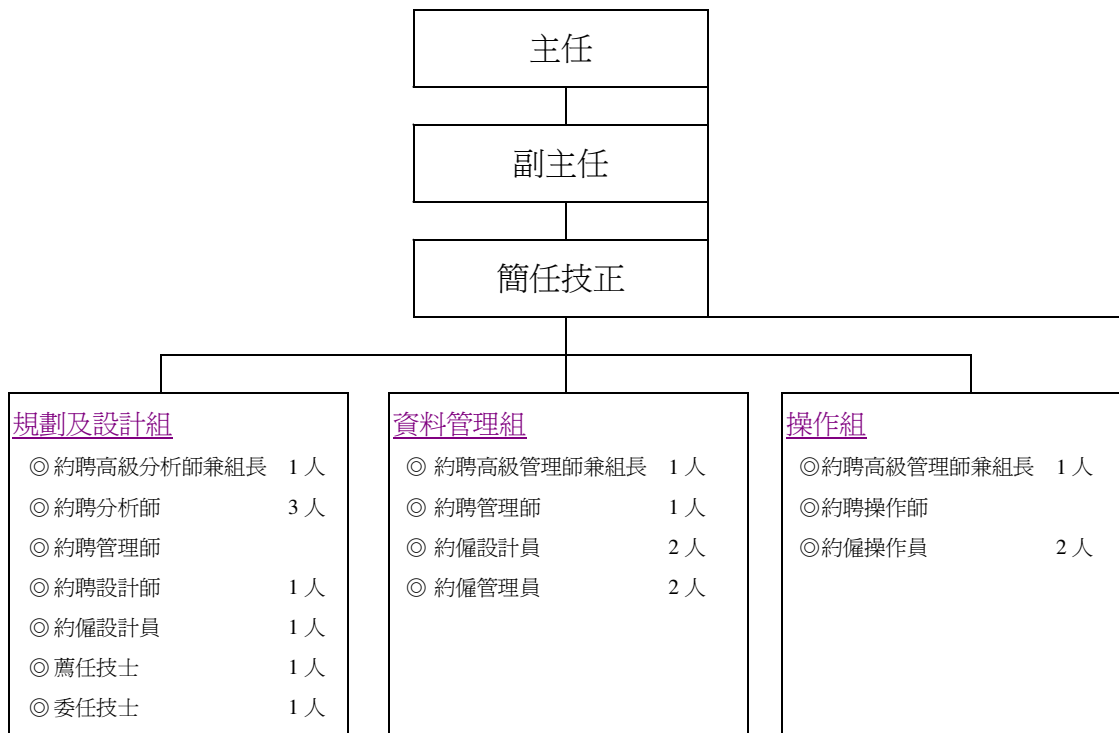 主任
副主任
簡任技正
規劃及設計組
◎約聘高級分析師兼組長 1人
◎約聘分析師 3人
◎約聘管理師
◎約聘設計師 1人
◎約僱設計員 1人
◎薦任技士 1人
◎委任技士 1人
資料管理組
◎ 約聘高級管理師兼組長 1人
◎ 約聘管理師 1人
◎ 約僱設計員 2人
◎ 約僱管理員 2人
操作組
◎約聘高級管理師兼組長 1人
◎約聘操作師
◎約僱操作員 2人